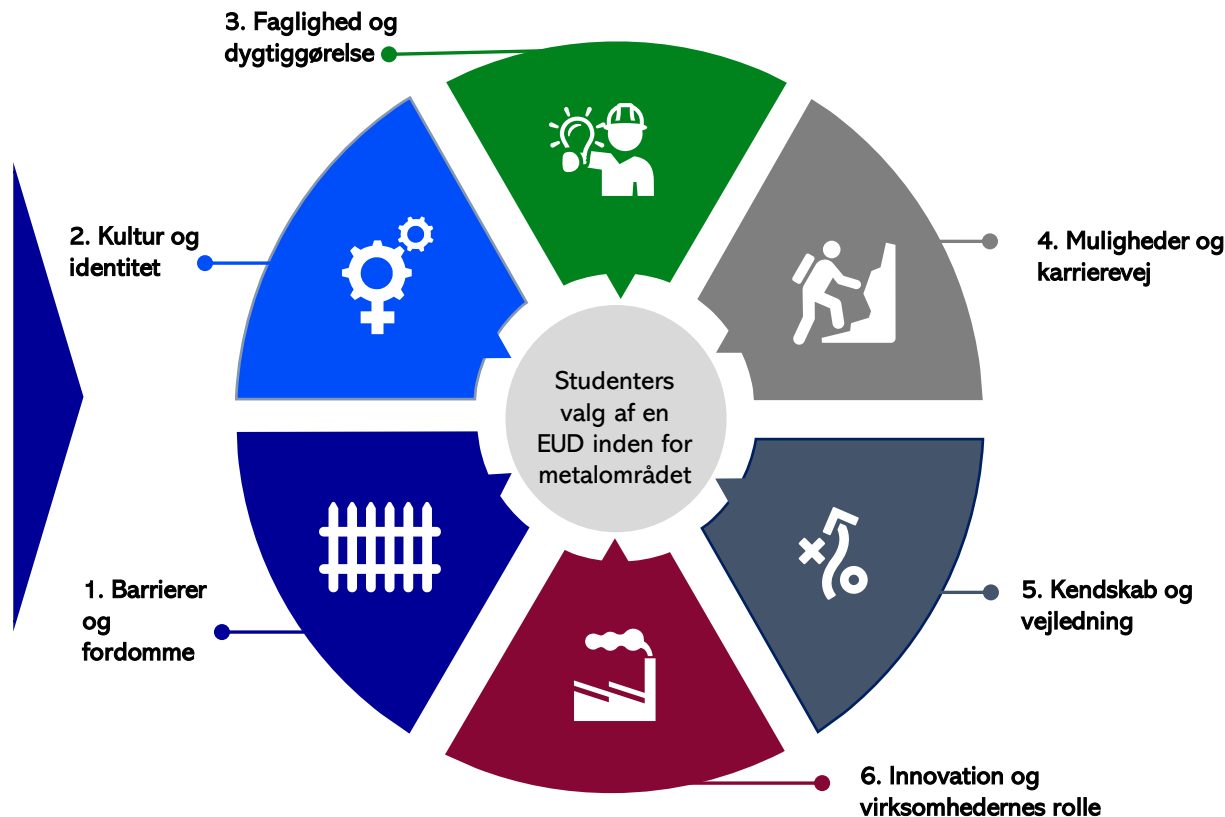 3. Faglighed og
dygtiggørelse
2. Kultur og
identitet
4. Muligheder og
karrierevej
Studenters
valg af en
EUD inden for
metalområdet
1. Barrierer
og
fordomme
5. Kendskab og
vejledning
6. Innovation og
virksomhedernes rolle